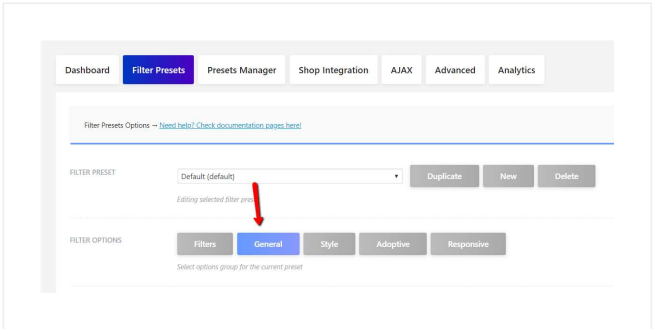 Dashboard Filter Presets Presets Manager Shop Integration AJAX Advanced Analytics
Filter Presets Options — Need help? Check documentation pages here!
FILTER PRESET Default (default) Duplicate New Delete
Editing selected filter preset
FILTER OPTIONS Filters General Style Adoptive Responsive
Select options group for the current preset